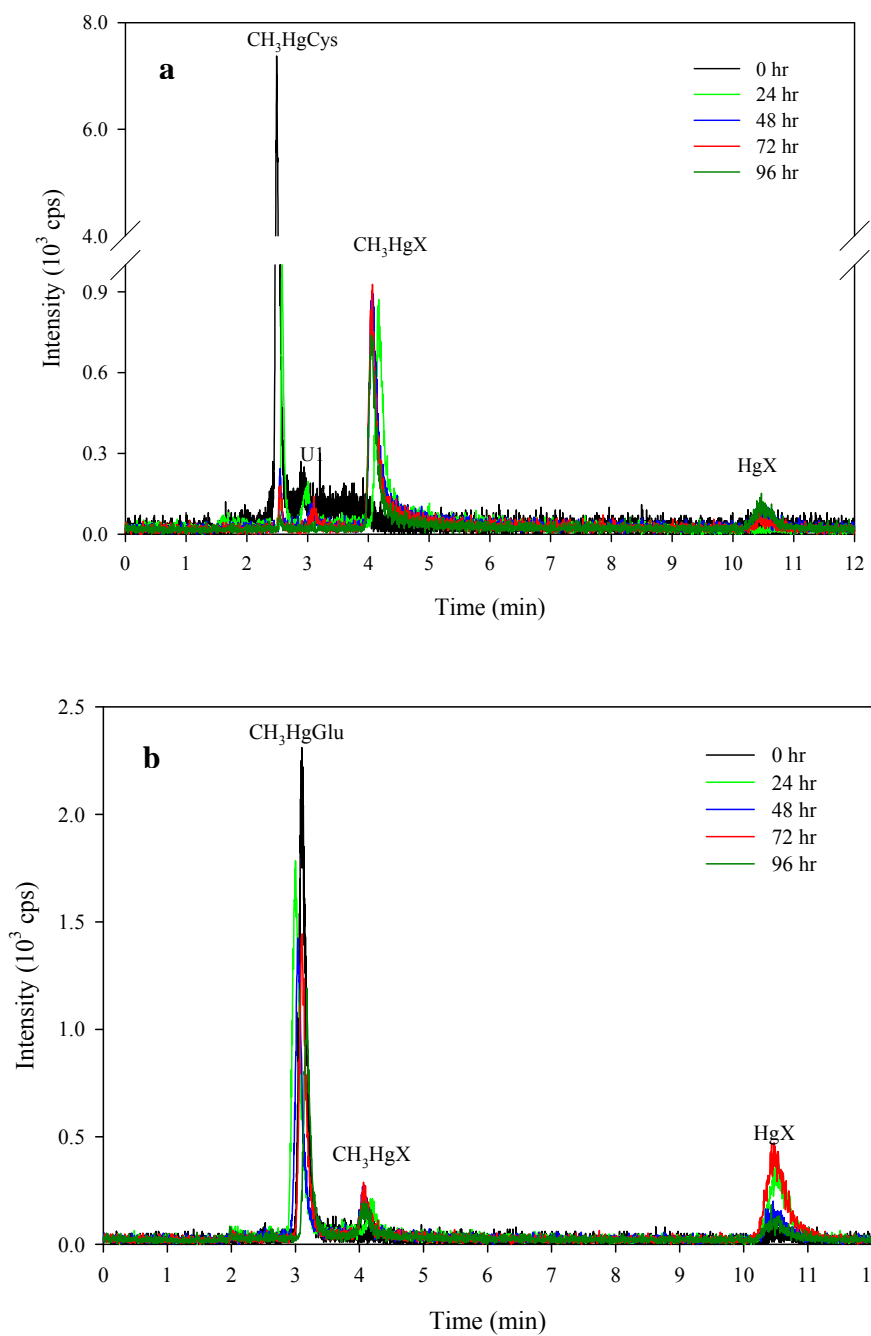 8.0
CH₃HgCys
a
0 hr
24 hr
48 hr
72 hr
96 hr
6.0
4.0
CH₃HgX
Intensity (10³ cps)
0.9
0.6
0.3
U1
HgX
0.0
0 1 2 3 4 5 6 7 8 9 10 11 12
Time (min)
2.5
CH₃HgGlu
b
0 hr
24 hr
48 hr
72 hr
96 hr
2.0
1.5
Intensity (10³ cps)
1.0
0.5
CH₃HgX
HgX
0.0
0 1 2 3 4 5 6 7 8 9 10 11
Time (min)